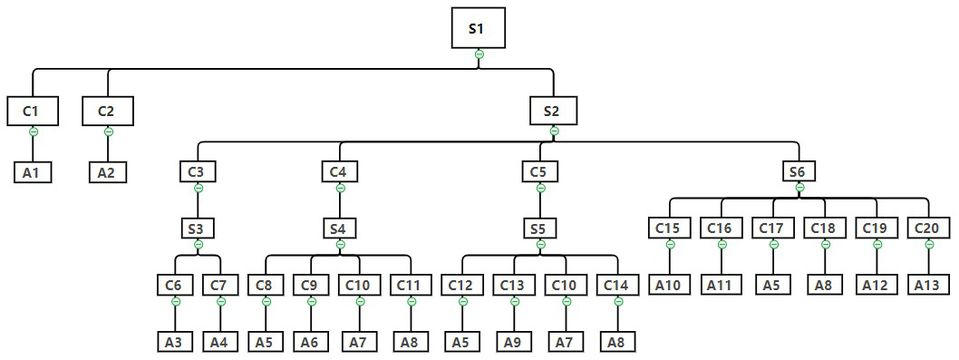 S1
C1 C2 S2
A1 A2 C3 C4 C5 S6
S3 S4 S5 C15 C16 C17 C18 C19 C20
C6 C7 C8 C9 C10 C11 C12 C13 C10 C14 A10 A11 A5 A8 A12 A13
A3 A4 A5 A6 A7 A8 A5 A9 A7 A8